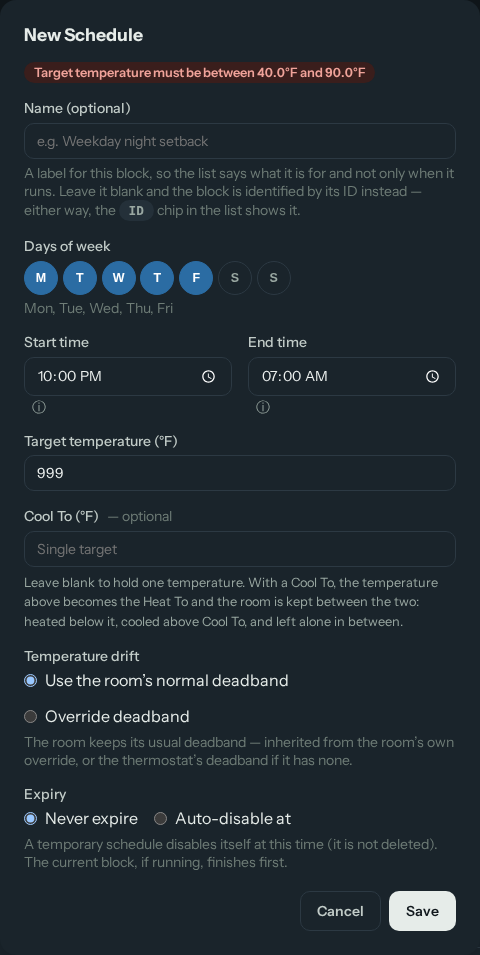 New Schedule
Target temperature must be between 40.0°F and 90.0°F
Name (optional)
e.g. Weekday night setback
A label for this block, so the list says what it is for and not only when it
runs. Leave it blank and the block is identified by its ID instead —
either way, the ID chip in the list shows it.
Days of week
M T W T F S S
Mon, Tue, Wed, Thu, Fri
Start time End time
10:00 PM 07:00 AM
ⓘ ⓘ
Target temperature (°F)
999
Cool To (°F) — optional
Single target
Leave blank to hold one temperature. With a Cool To, the temperature
above becomes the Heat To and the room is kept between the two:
heated below it, cooled above Cool To, and left alone in between.
Temperature drift
Use the room's normal deadband
Override deadband
The room keeps its usual deadband — inherited from the room's own
override, or the thermostat's deadband if it has none.
Expiry
Never expire Auto-disable at
A temporary schedule disables itself at this time (it is not deleted).
The current block, if running, finishes first.
Cancel Save